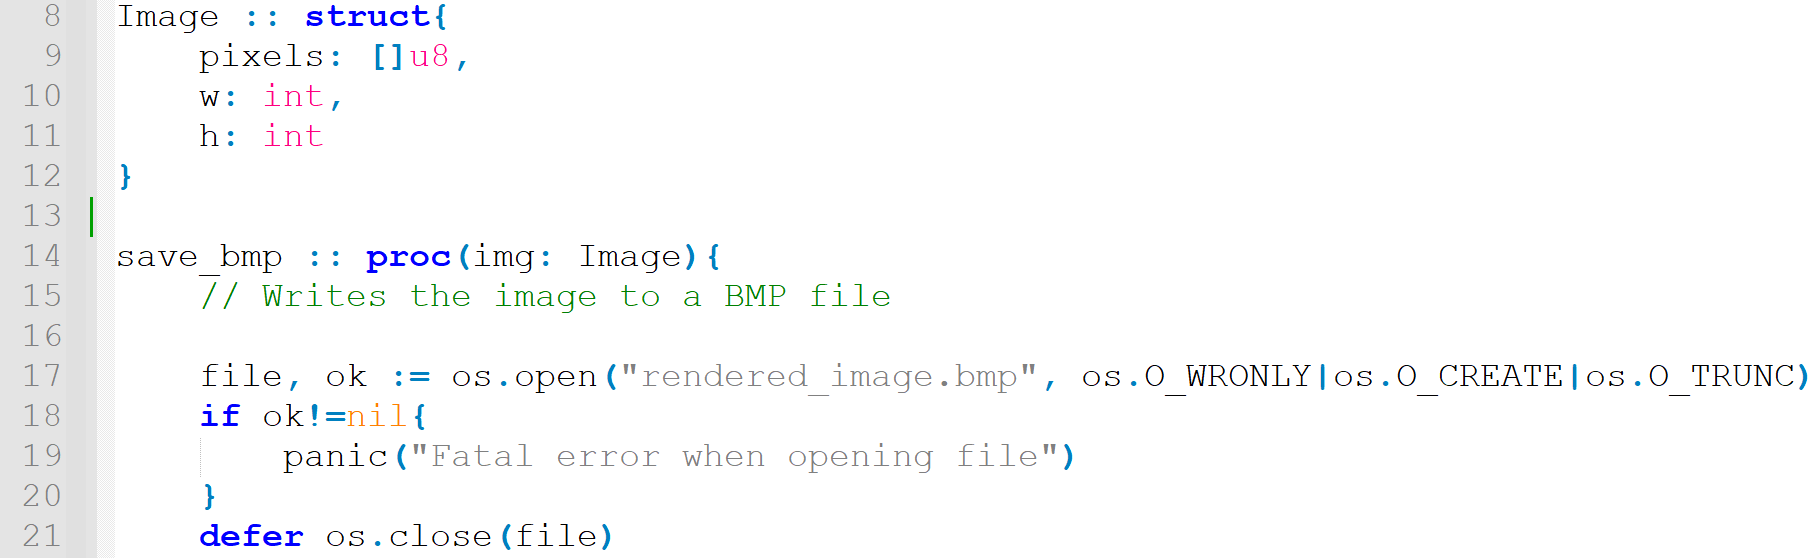 8 Image :: struct{
9     pixels: []u8,
10     w: int,
11     h: int
12 }
13
14 save_bmp :: proc(img: Image){
15     // Writes the image to a BMP file
16
17     file, ok := os.open("rendered_image.bmp", os.O_WRONLY|os.O_CREATE|os.O_TRUNC)
18     if ok!=nil{
19         panic("Fatal error when opening file")
20     }
21     defer os.close(file)